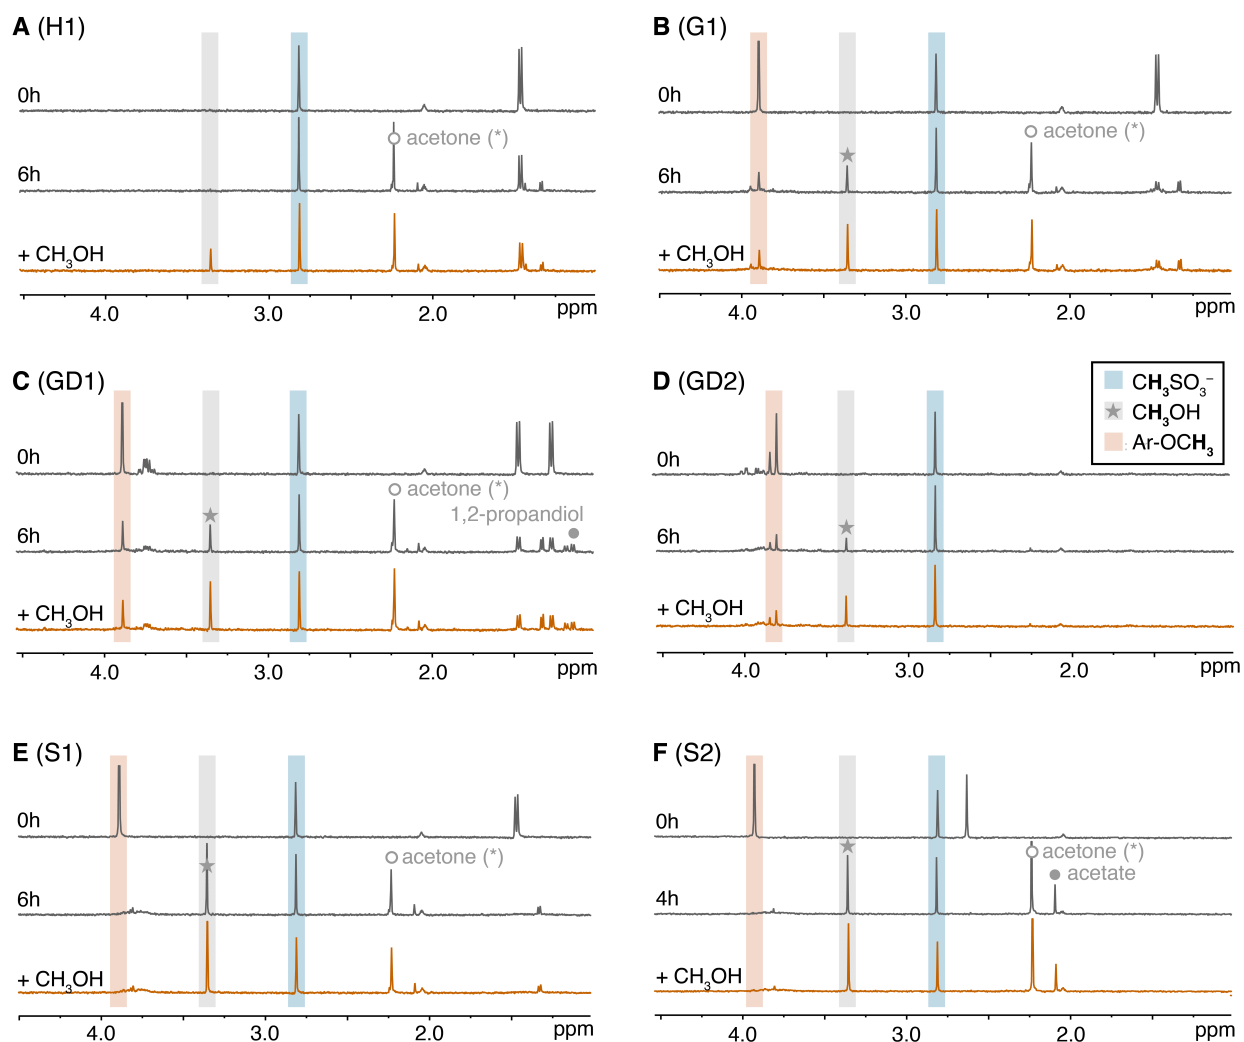 A (H1)
0h
acetone (*)
6h
+ CH₃OH
4.0 3.0 2.0 ppm
B (G1)
0h
acetone (*)
6h
+ CH₃OH
4.0 3.0 2.0 ppm
C (GD1)
0h
acetone (*)
1,2-propandiol
6h
+ CH₃OH
4.0 3.0 2.0 ppm
D (GD2)
CH₃SO₃⁻
CH₃OH
Ar-OCH₃
0h
6h
+ CH₃OH
4.0 3.0 2.0 ppm
E (S1)
0h
acetone (*)
6h
+ CH₃OH
4.0 3.0 2.0 ppm
F (S2)
0h
acetone (*)
acetate
4h
+ CH₃OH
4.0 3.0 2.0 ppm